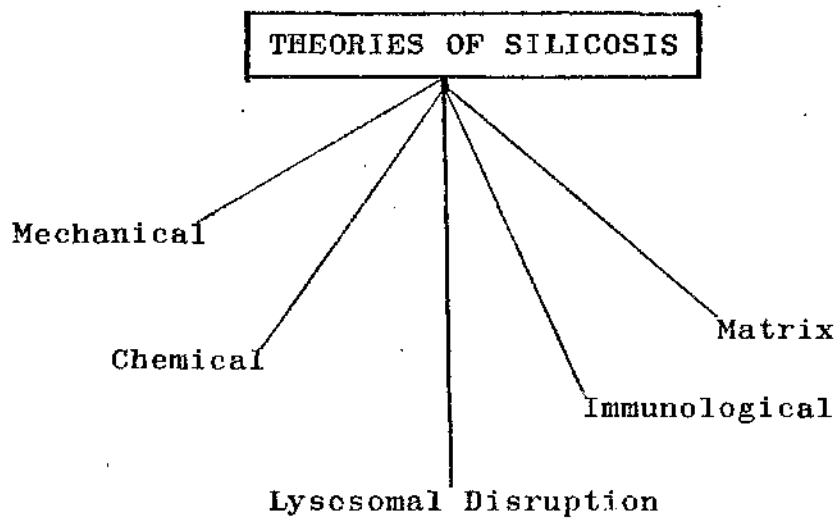 THEORIES OF SILICOSIS
Mechanical
Matrix
Chemical
Immunological
Lysosomal Disruption